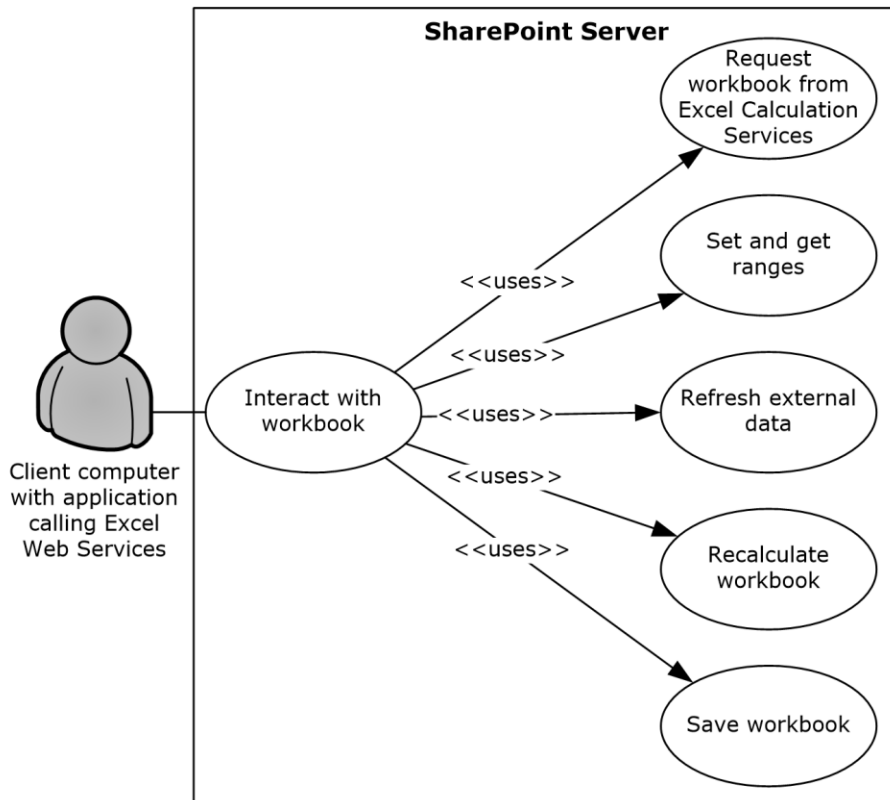 SharePoint Server
Request
workbook from
Excel Calculation
Services
Set and get
ranges
<<uses>>
<<uses>>
Interact with
workbook
<<uses>>
Refresh external
data
Client computer
with application
calling Excel
Web Services
<<uses>>
<<uses>>
Recalculate
workbook
Save workbook